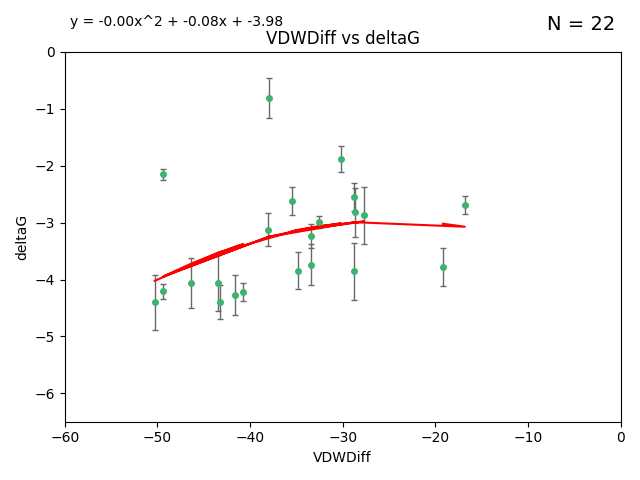 y = -0.00x^2 + -0.08x + -3.98
N = 22
VDWDiff vs deltaG
0
−1
−2
−3
−4
−5
−6
deltaG
−60 −50 −40 −30 −20 −10 0
VDWDiff